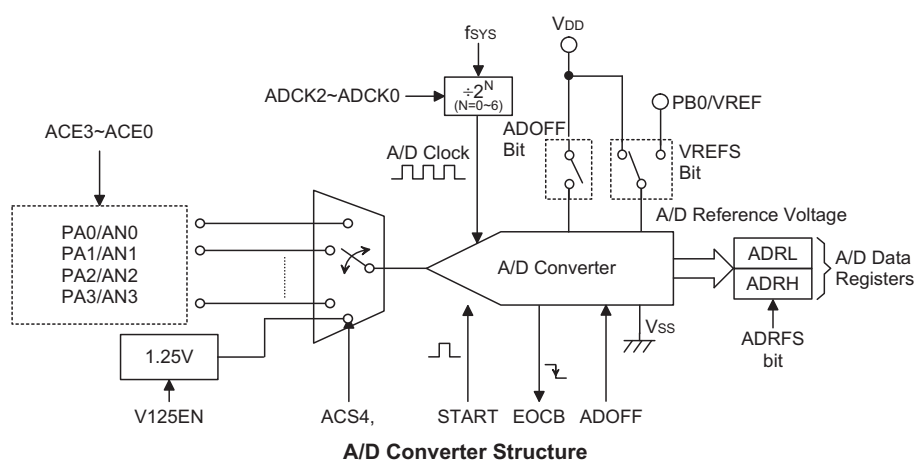 fSYS
÷2N
(N=0~6)
ADCK2~ADCK0
VDD
PB0/VREF
ADOFF
Bit
VREFS
Bit
ACE3~ACE0
A/D Clock
PA0/AN0
PA1/AN1
PA2/AN2
PA3/AN3
A/D Reference Voltage
A/D Converter
ADRL
ADRH
A/D Data
Registers
1.25V
VSS
ADRFS
bit
V125EN
ACS4,
START
EOCB
ADOFF
A/D Converter Structure